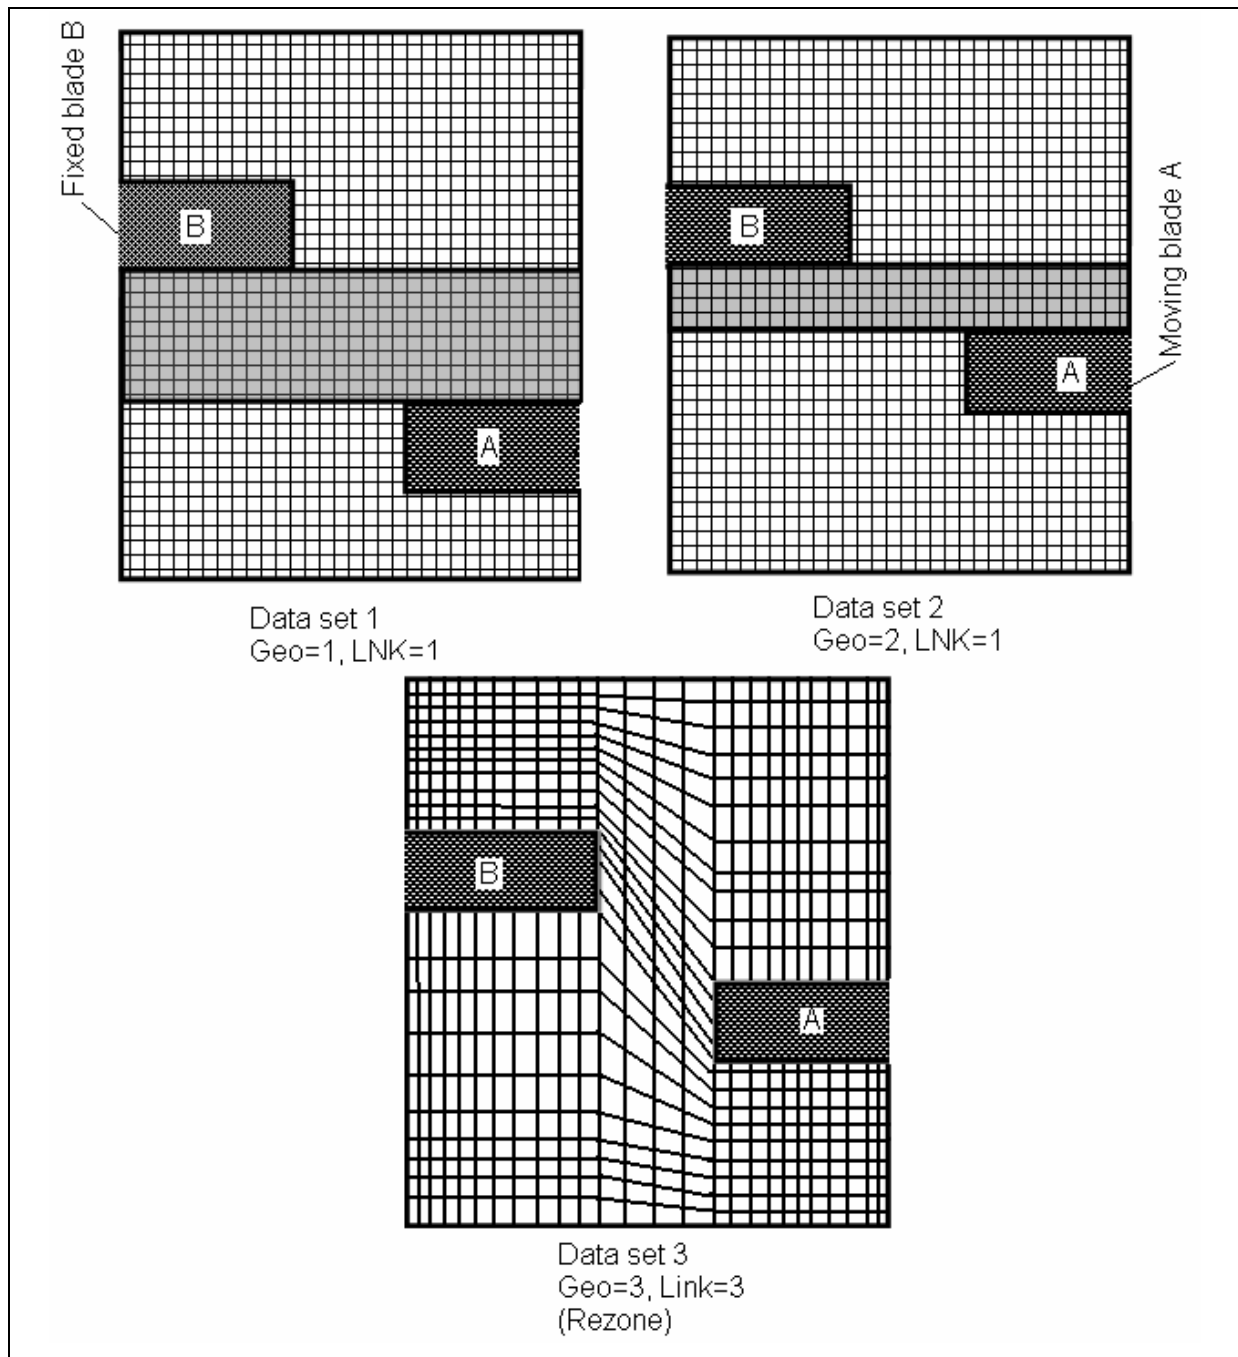 Fixed blade B
B
A
Data set 1
Geo=1, LNK=1
B
A
Moving blade A
Data set 2
Geo=2, LNK=1
B
A
Data set 3
Geo=3, Link=3
(Rezone)